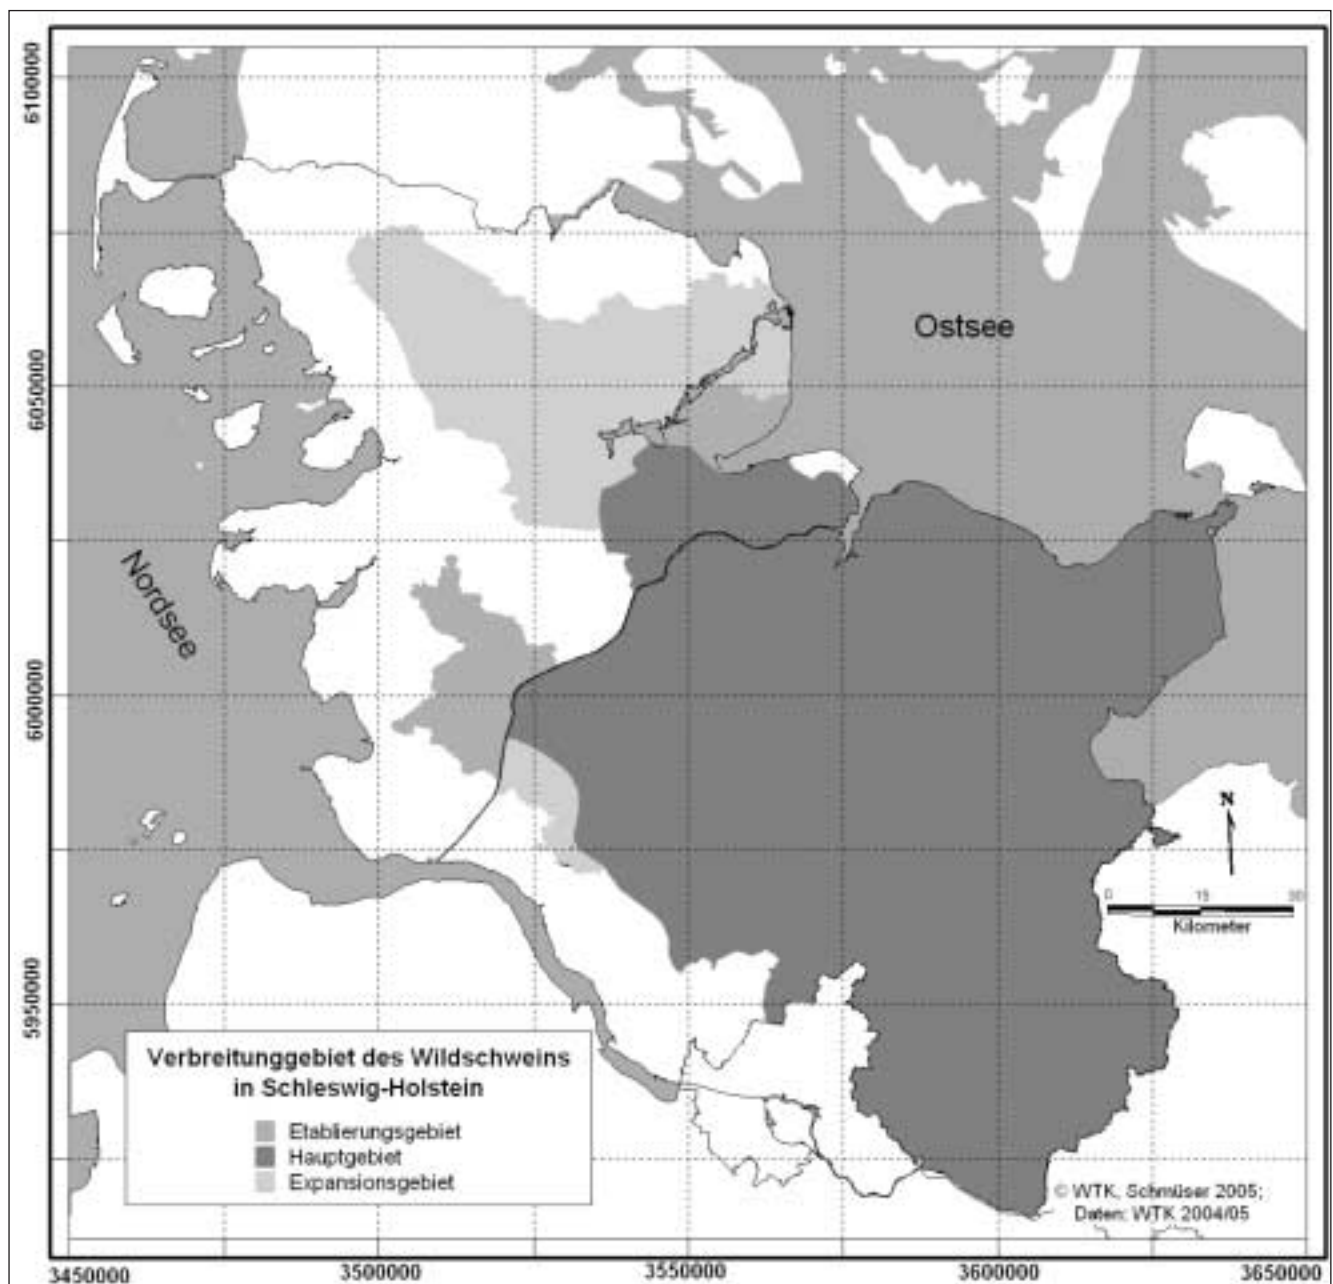 6100000
6050000
6000000
5950000
Ostsee
Nordsee
N
0 15 30
Kilometer
Verbreitunggebiet des Wildschweins
in Schleswig-Holstein
Etablierungsgebiet
Hauptgebiet
Expansionsgebiet
© WTK, Schmüser 2005;
Daten: WTK 2004/05
3450000 3500000 3550000 3600000 3650000